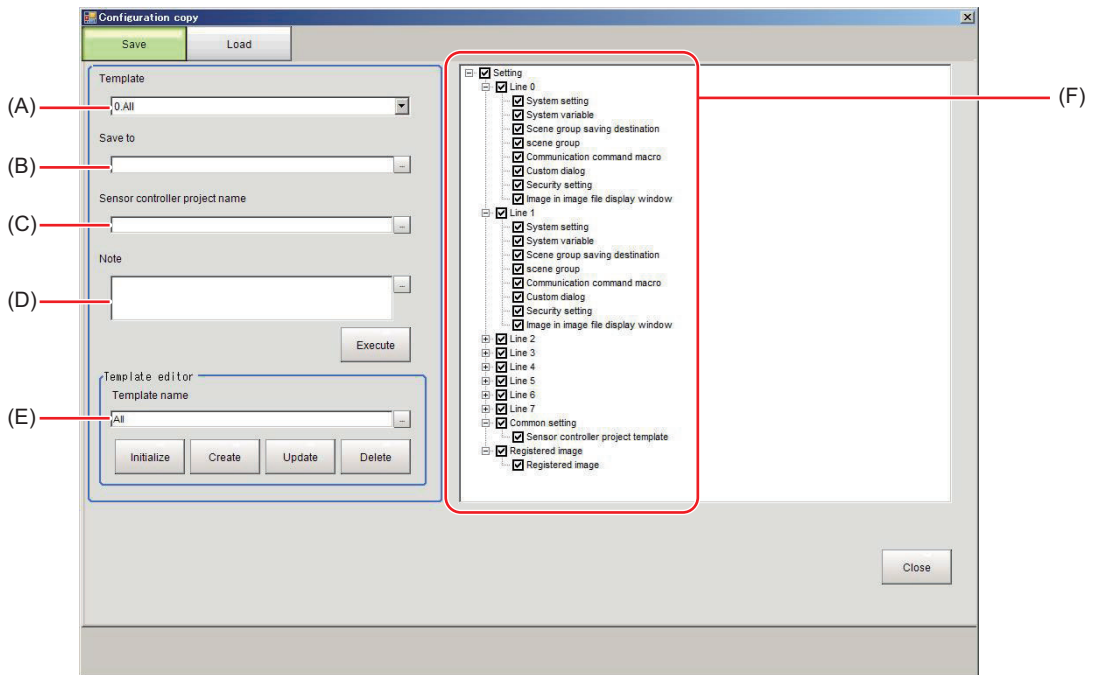 Configuration copy
Save
Load
Template
(A)
0.All
Save to
(B)
...
Sensor controller project name
(C)
...
Note
(D)
...
Execute
Template editor
Template name
(E)
All
...
Initialize
Create
Update
Delete
Setting
Line 0
System setting
System variable
Scene group saving destination
scene group
Communication command macro
Custom dialog
Security setting
Image in image file display window
Line 1
System setting
System variable
Scene group saving destination
scene group
Communication command macro
Custom dialog
Security setting
Image in image file display window
Line 2
Line 3
Line 4
Line 5
Line 6
Line 7
Common setting
Sensor controller project template
Registered image
Registered image
(F)
Close